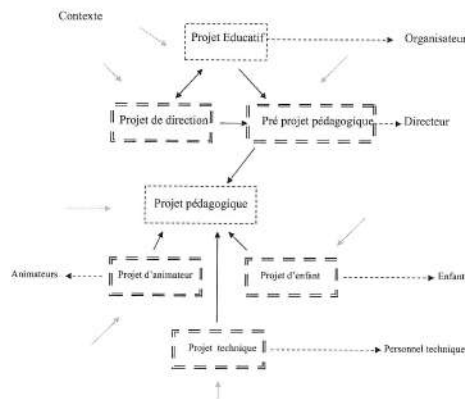 Contexte
Projet Educatif
Organisateur
Projet de direction
Pré projet pédagogique
Directeur
Projet pédagogique
Animateurs
Projet d'animateur
Projet d'enfant
Enfant
Projet technique
Personnel technique